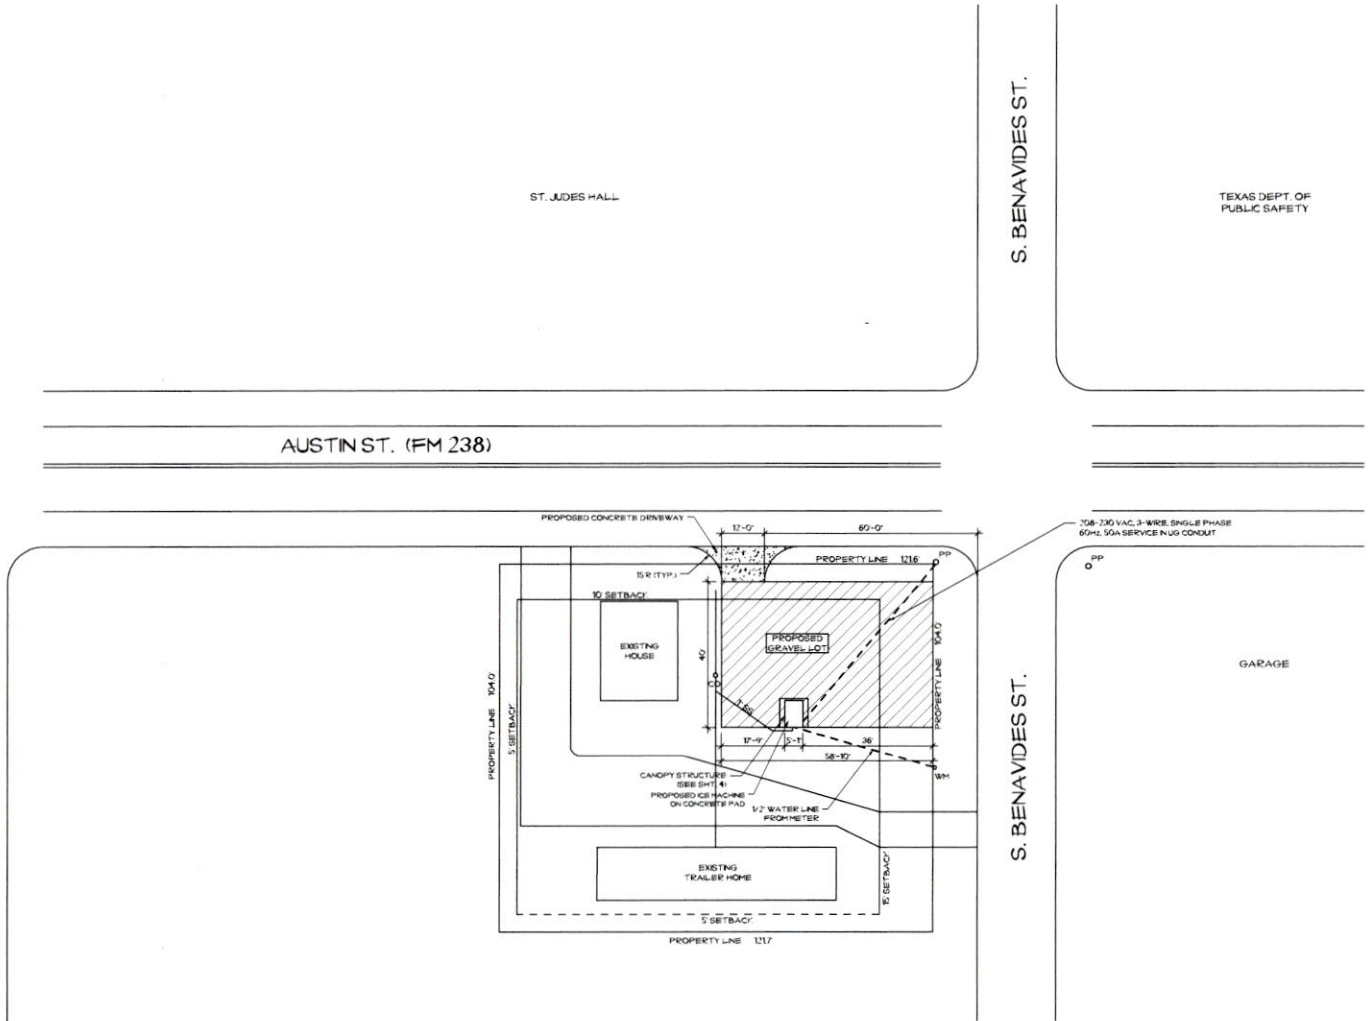 S. BENAVIDES ST.
ST. JUDES HALL
TEXAS DEPT. OF
PUBLIC SAFETY
AUSTIN ST. (FM 238)
PROPOSED CONCRETE DRIVEWAY
12'-0"
60'-0"
208-230 VAC, 3-WIRE, SINGLE PHASE
60Hz, 50A SERVICE IN UG CONDUIT
PROPERTY LINE 121.6'
PP
PP
15'R (TYP.)
10' SETBACK
EXISTING
HOUSE
PROPOSED
GRAVEL LOT
40'
CO
PROPERTY LINE 104.0'
PROPERTY LINE 104.0'
5' SETBACK
GARAGE
S. BENAVIDES ST.
17'-9"
5'-1"
36'
58'-10"
WM
CANOPY STRUCTURE
(SEE SHT. 4)
PROPOSED ICE MACHINE
ON CONCRETE PAD
1/2" WATER LINE
FROM METER
EXISTING
TRAILER HOME
15' SETBACK
5' SETBACK
PROPERTY LINE 121.7'